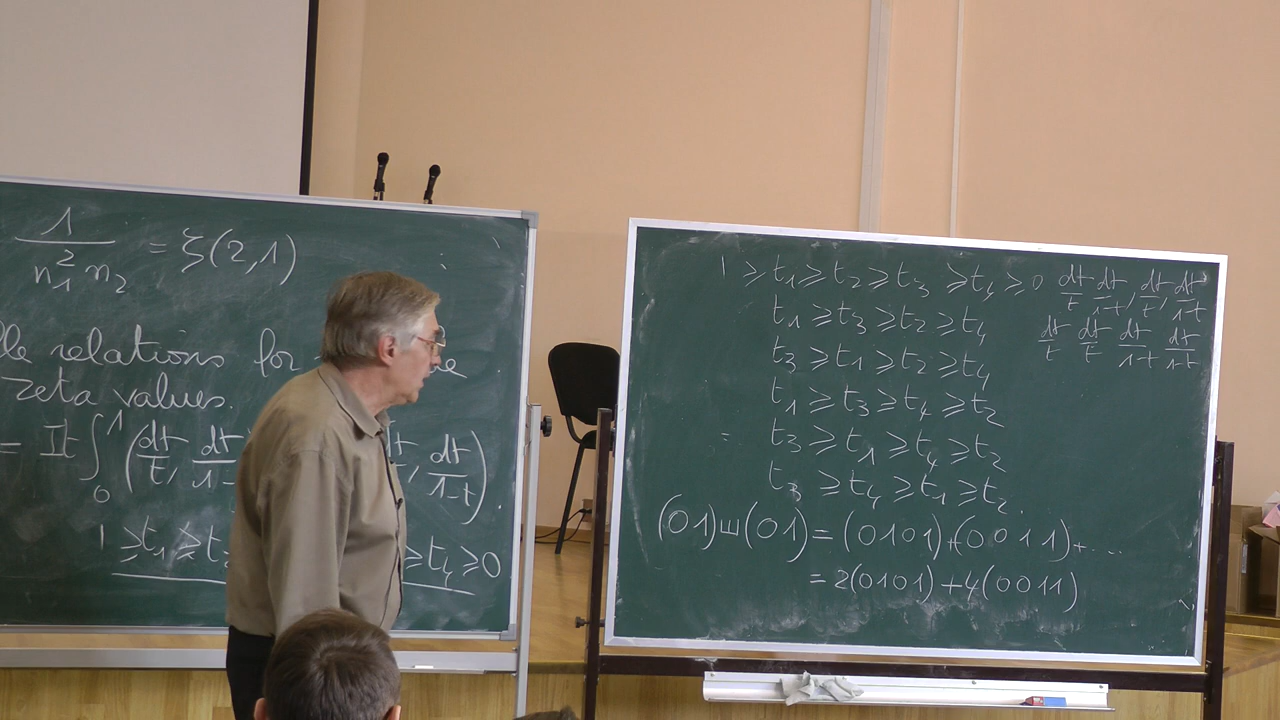 1
—— = ζ(2,1)
n₁² n₂
le relations for
zeta values.
= It ∫₀¹ (dt/t, dt/1-t , dt/1-t).
1 ≥ t₁ ≥ t ≥ t₄ ≥ 0
1 ≥ t₁ ≥ t₂ ≥ t₃ ≥ t₄ ≥ 0 dt/t dt/1-t, dt/t, dt/1-t
t₁ ≥ t₃ ≥ t₂ ≥ t₄ dt/t dt/t dt/1-t dt/1-t
t₃ ≥ t₁ ≥ t₂ ≥ t₄
t₁ ≥ t₃ ≥ t₄ ≥ t₂
= t₃ ≥ t₁ ≥ t₄ ≥ t₂
t₃ ≥ t₄ ≥ t₁ ≥ t₂.
(01)ш(01) = (0101)+(0011)+...
= 2(0101)+4(0011)